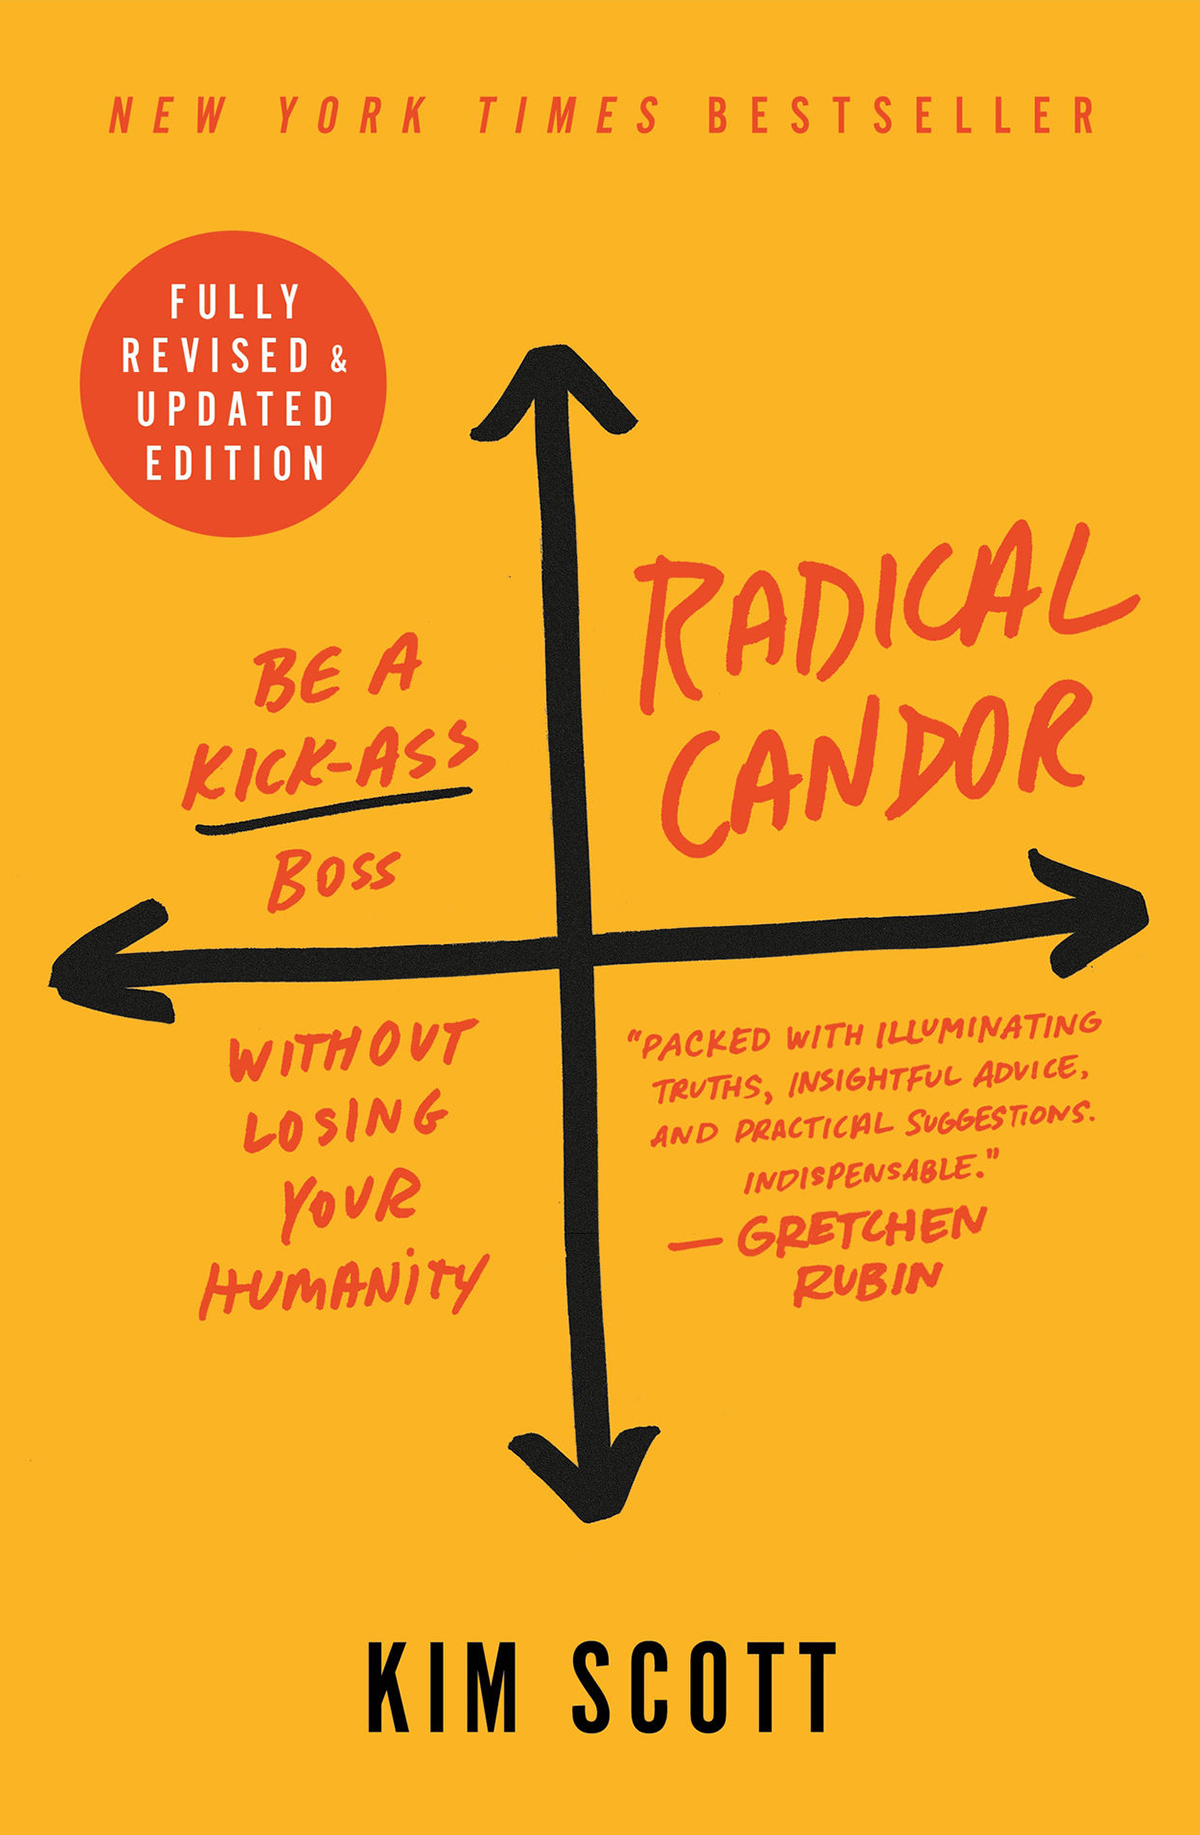 NEW YORK TIMES BESTSELLER
FULLY
REVISED &
UPDATED
EDITION
BE A
KICK-ASS
BOSS
RADICAL
CANDOR
WITHOUT
LOSING
YOUR
HUMANITY
"PACKED WITH ILLUMINATING
TRUTHS, INSIGHTFUL ADVICE,
AND PRACTICAL SUGGESTIONS.
INDISPENSABLE."
— GRETCHEN
RUBIN
KIM SCOTT